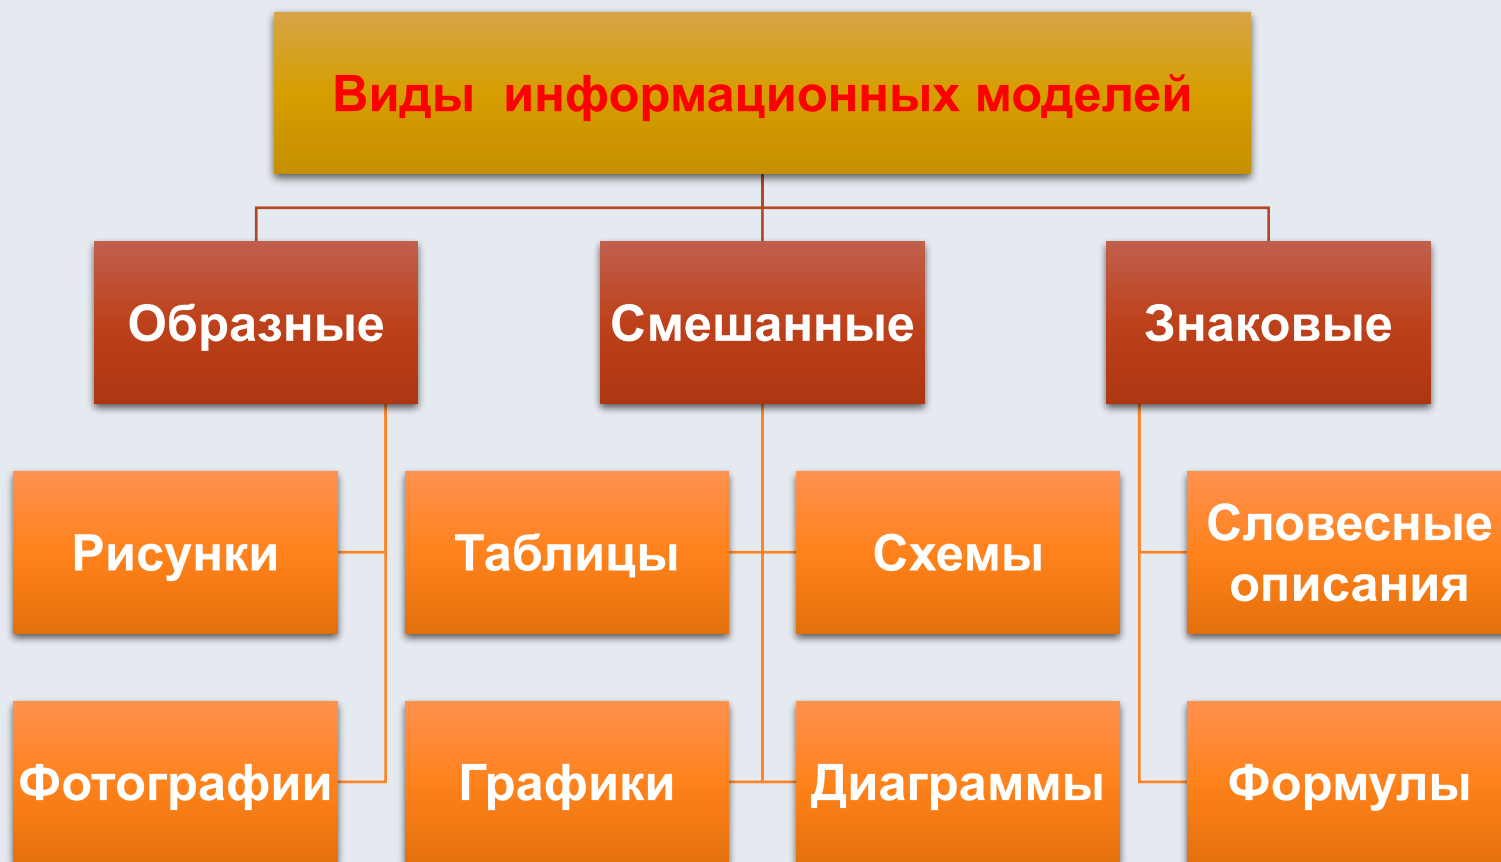 Виды информационных моделей
Образные
Смешанные
Знаковые
Рисунки
Таблицы
Схемы
Словесные
описания
Фотографии
Графики
Диаграммы
Формулы